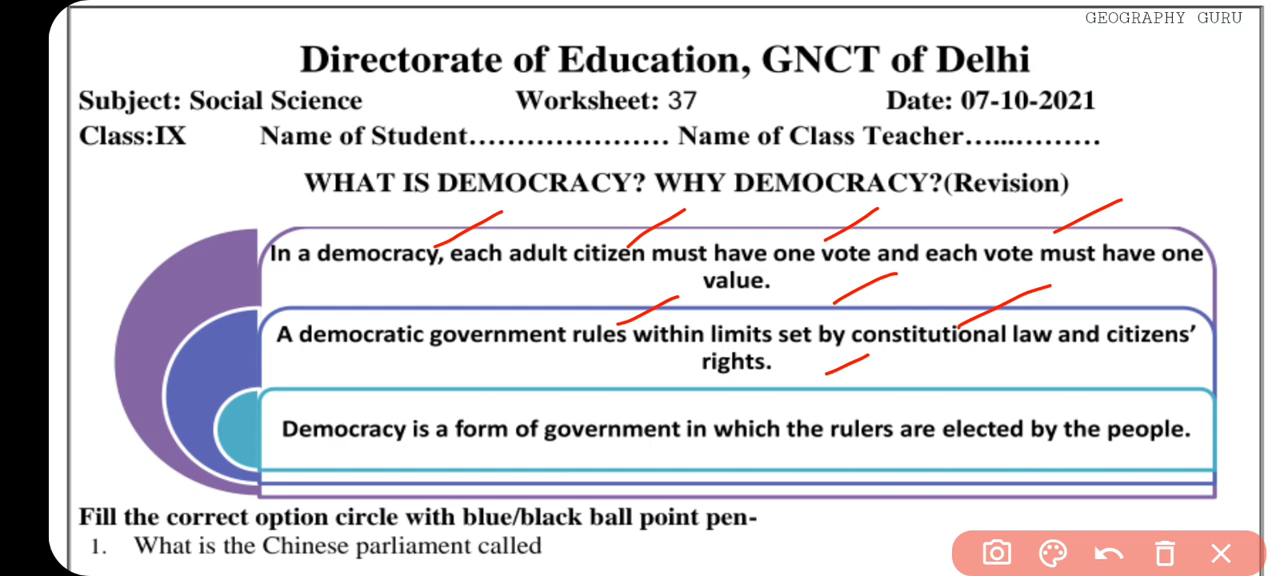 GEOGRAPHY GURU
Directorate of Education, GNCT of Delhi
Subject: Social Science Worksheet: 37 Date: 07-10-2021
Class:IX Name of Student………………… Name of Class Teacher…...………
WHAT IS DEMOCRACY? WHY DEMOCRACY?(Revision)
In a democracy, each adult citizen must have one vote and each vote must have one
value.
A democratic government rules within limits set by constitutional law and citizens’
rights.
Democracy is a form of government in which the rulers are elected by the people.
Fill the correct option circle with blue/black ball point pen-
1. What is the Chinese parliament called